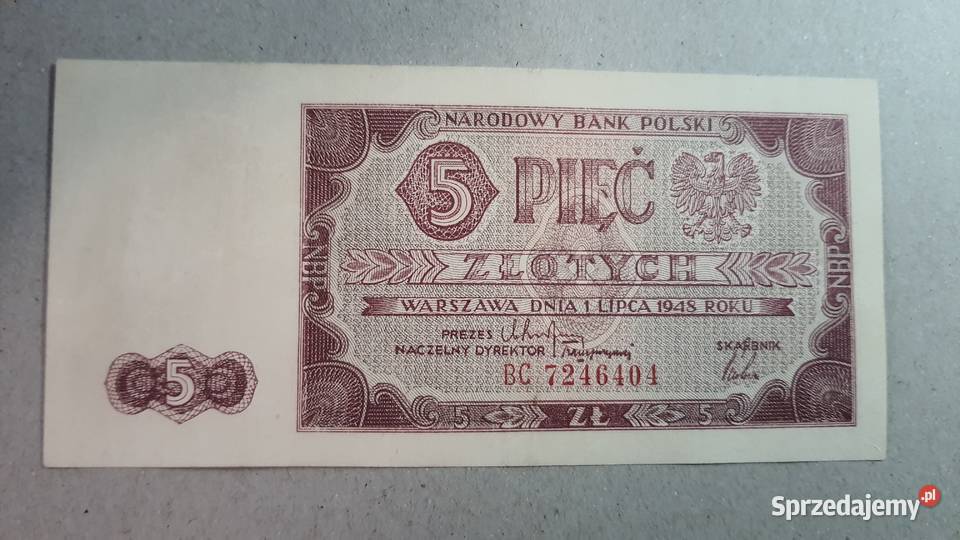 NARODOWY BANK POLSKI
5 PIĘĆ
ZŁOTYCH
NBP
NBP
WARSZAWA DNIA 1 LIPCA 1948 ROKU
PREZES
NACZELNY DYREKTOR
SKARBNIK
BC 7246404
5 ZŁ 5
5
Sprzedajemy.pl